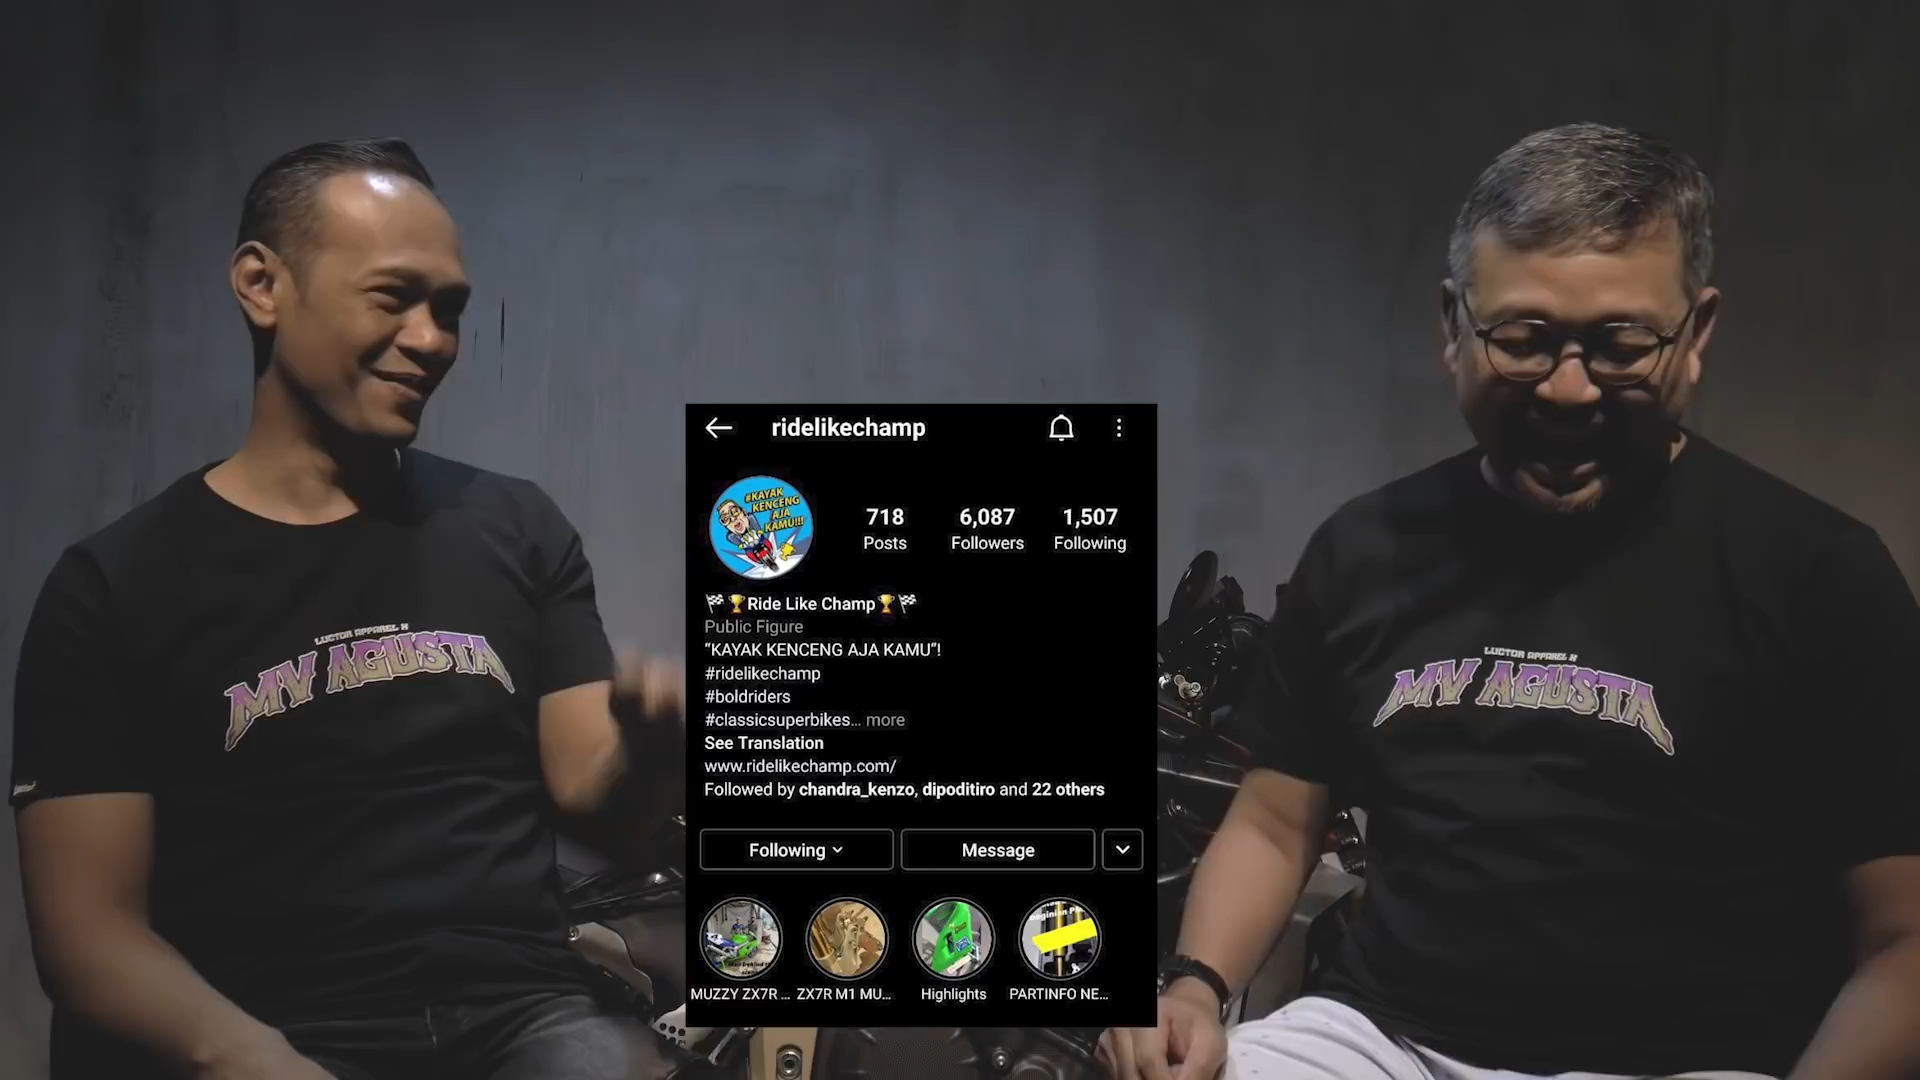 ridelikechamp
#KAYAK
KENCENG
AJA
KAMU!!!
718
6,087
1,507
Posts
Followers
Following
Ride Like Champ
Public Figure
“KAYAK KENCENG AJA KAMU”!
#ridelikechamp
#boldriders
#classicsuperbikes... more
See Translation
www.ridelikechamp.com/
Followed by chandra_kenzo, dipoditiro and 22 others
Following
Message
MUZZY ZX7R ...
ZX7R M1 MU...
Highlights
PARTINFO NE...
LUCTOR APPAREL X
MV AGUSTA
LUCTOR APPAREL X
MV AGUSTA